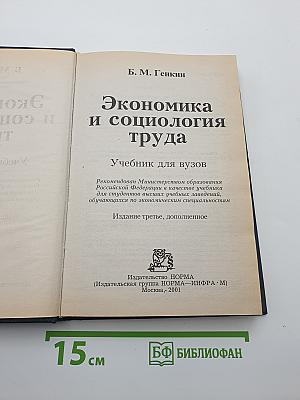 Б. М. Генкин
Экономика
и социология
труда
Учебник для вузов
Рекомендован Министерством образования
Российской Федерации в качестве учебника
для студентов высших учебных заведений,
обучающихся по экономическим специальностям
Издание третье, дополненное
Издательство НОРМА
(Издательская группа НОРМА—ИНФРА • М)
Москва, 2001
15 см
БФ БИБЛИОФАН